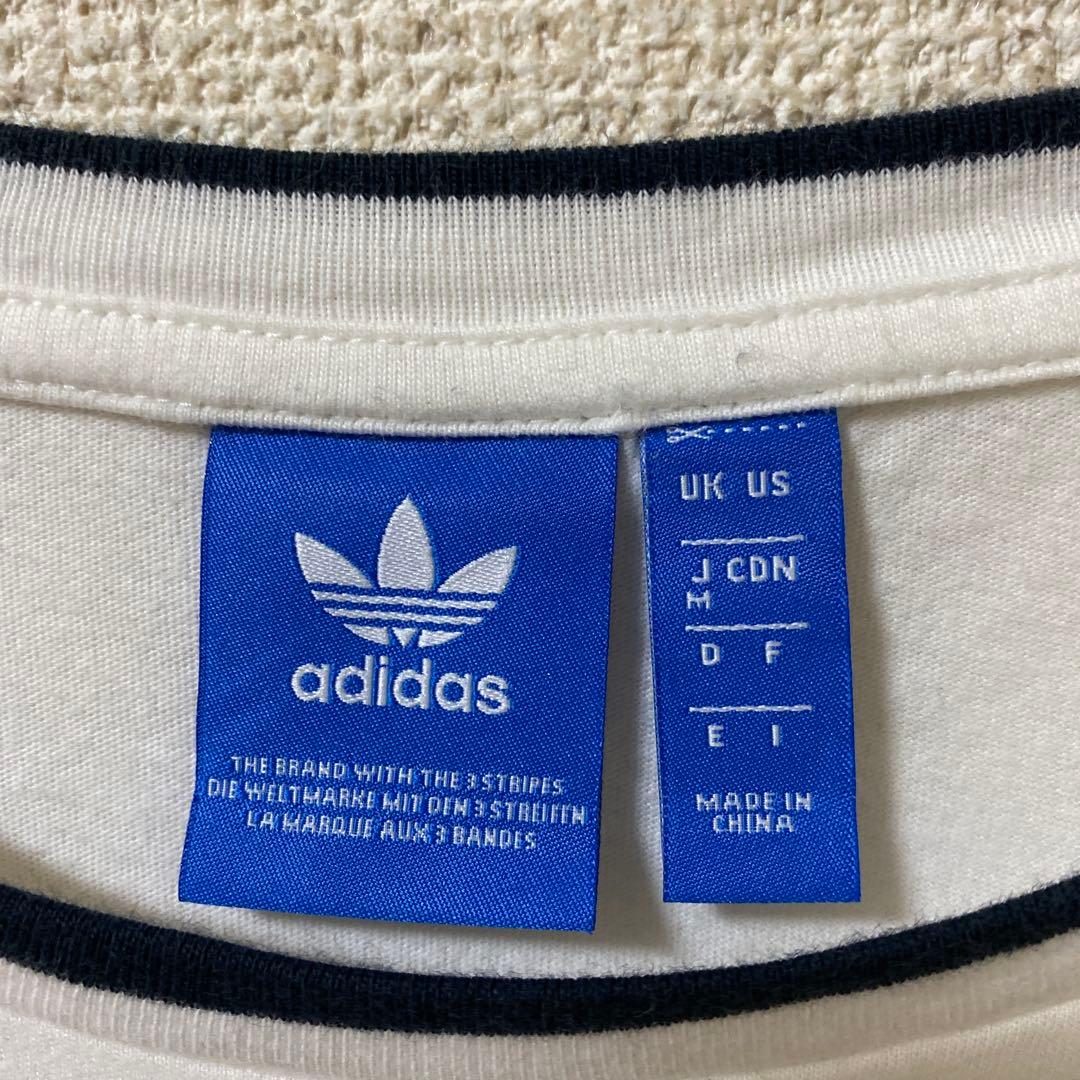 adidas
THE BRAND WITH THE 3 STRIPES
DIE WELTMARKE MIT DEN 3 STREIFEN
LA MARQUE AUX 3 BANDES
UK US
J CDN
M
D F
E I
MADE IN
CHINA